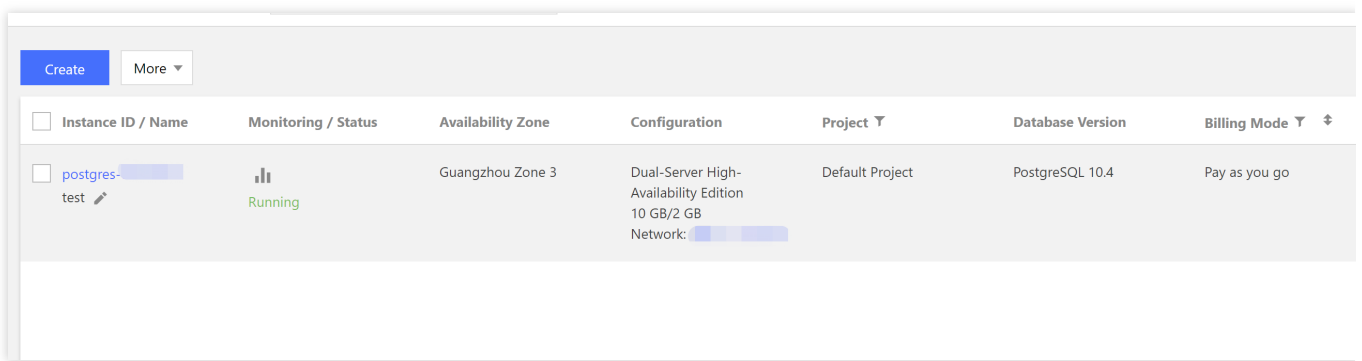 Create More
Instance ID / Name Monitoring / Status Availability Zone Configuration Project Database Version Billing Mode
postgres- Guangzhou Zone 3 Dual-Server High- Default Project PostgreSQL 10.4 Pay as you go
Availability Edition
test
Running
10 GB/2 GB
Network: